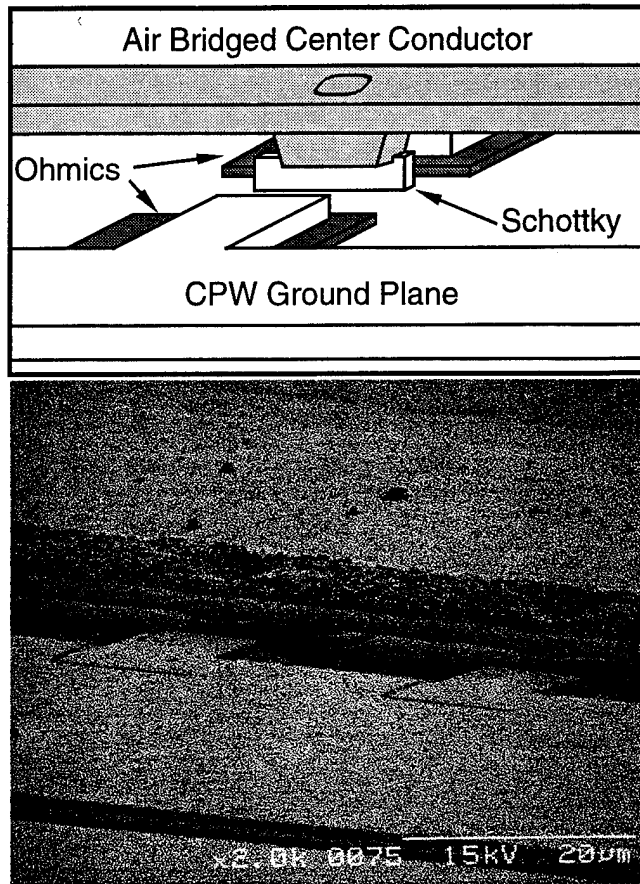 Air Bridged Center Conductor
Ohmics
Schottky
CPW Ground Plane
x2.0k 0075 15kV 20μm